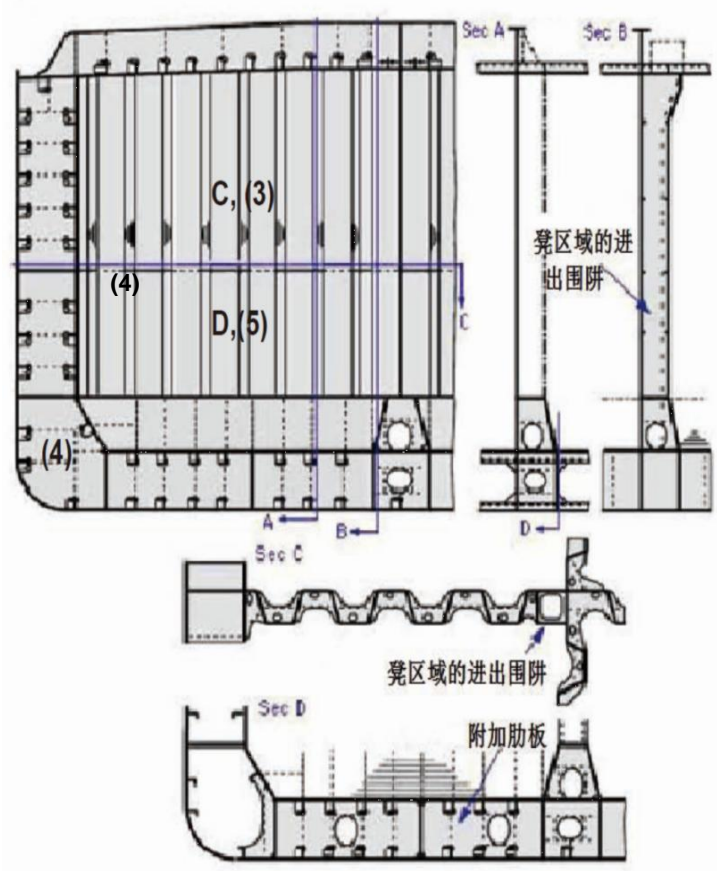 Sec A
Sec B
C, (3)
凳区域的进
出围阱
(4)
C
D,(5)
(4)
A
B
D
Sec C
凳区域的进出围阱
Sec D
附加肋板